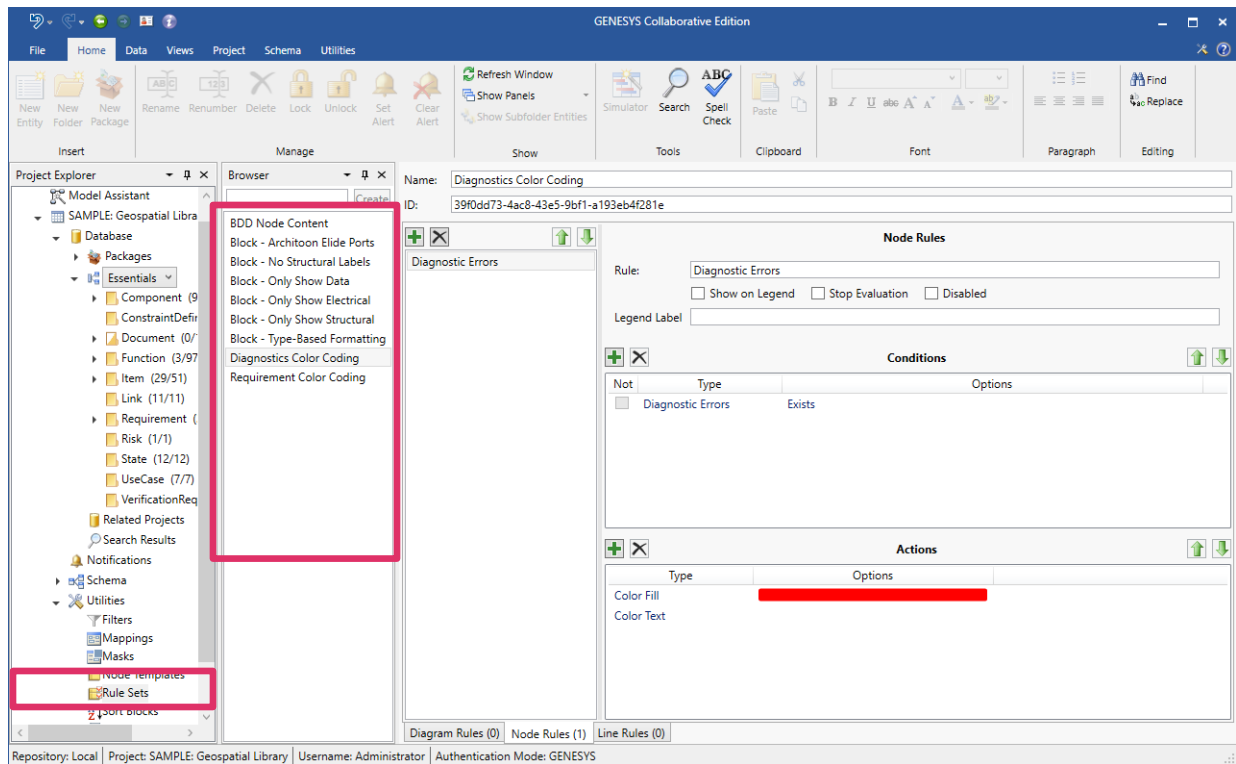 GENESYS Collaborative Edition
File Home Data Views Project Schema Utilities
New Entity
New Folder
New Package
Insert
Rename
Renumber
Delete
Lock
Unlock
Set Alert
Clear Alert
Manage
Refresh Window
Show Panels
Show Subfolder Entities
Show
Simulator
Search
ABC
Spell Check
Tools
Paste
Clipboard
B I U abc A A A ab
Font
Paragraph
Find
Replace
Editing
Project Explorer
Model Assistant
SAMPLE: Geospatial Libra
Database
Packages
Essentials
Component (9
ConstraintDefir
Document (0/
Function (3/97
Item (29/51)
Link (11/11)
Requirement (
Risk (1/1)
State (12/12)
UseCase (7/7)
VerificationReq
Related Projects
Search Results
Notifications
Schema
Utilities
Filters
Mappings
Masks
Node Templates
Rule Sets
Sort Blocks
Browser
Create
BDD Node Content
Block - Architoon Elide Ports
Block - No Structural Labels
Block - Only Show Data
Block - Only Show Electrical
Block - Only Show Structural
Block - Type-Based Formatting
Diagnostics Color Coding
Requirement Color Coding
Name: Diagnostics Color Coding
ID: 39f0dd73-4ac8-43e5-9bf1-a193eb4f281e
Diagnostic Errors
Node Rules
Rule: Diagnostic Errors
Show on Legend Stop Evaluation Disabled
Legend Label
Conditions
Not Type Options
Diagnostic Errors Exists
Actions
Type Options
Color Fill
Color Text
Diagram Rules (0) Node Rules (1) Line Rules (0)
Repository: Local Project: SAMPLE: Geospatial Library Username: Administrator Authentication Mode: GENESYS